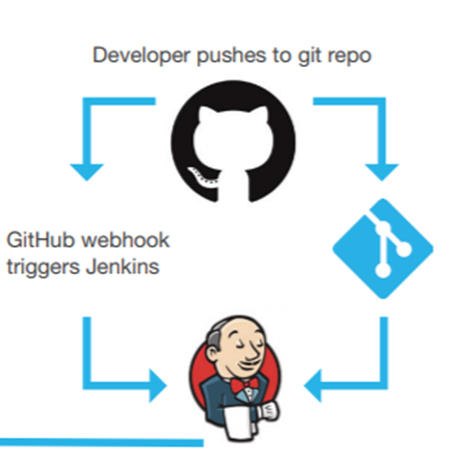 Developer pushes to git repo
GitHub webhook
triggers Jenkins